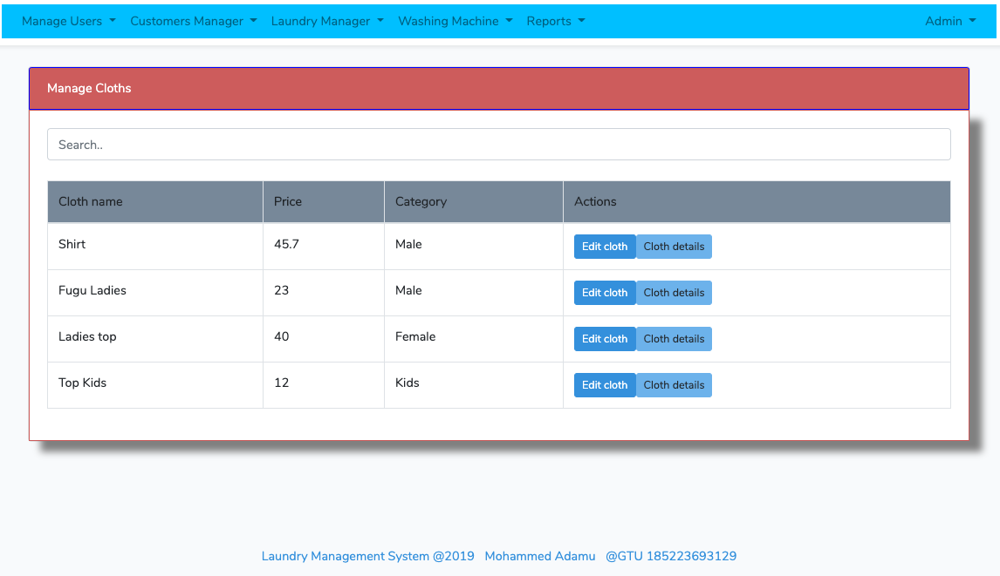 Manage Users Customers Manager Laundry Manager Washing Machine Reports Admin
Manage Cloths
Search..
Cloth name Price Category Actions
Shirt 45.7 Male Edit cloth Cloth details
Fugu Ladies 23 Male Edit cloth Cloth details
Ladies top 40 Female Edit cloth Cloth details
Top Kids 12 Kids Edit cloth Cloth details
Laundry Management System @2019 Mohammed Adamu @GTU 185223693129